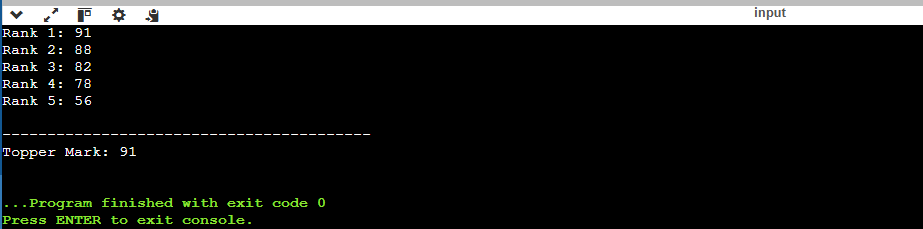 input
Rank 1: 91
Rank 2: 88
Rank 3: 82
Rank 4: 78
Rank 5: 56
-----------------------------------------
Topper Mark: 91
...Program finished with exit code 0
Press ENTER to exit console.